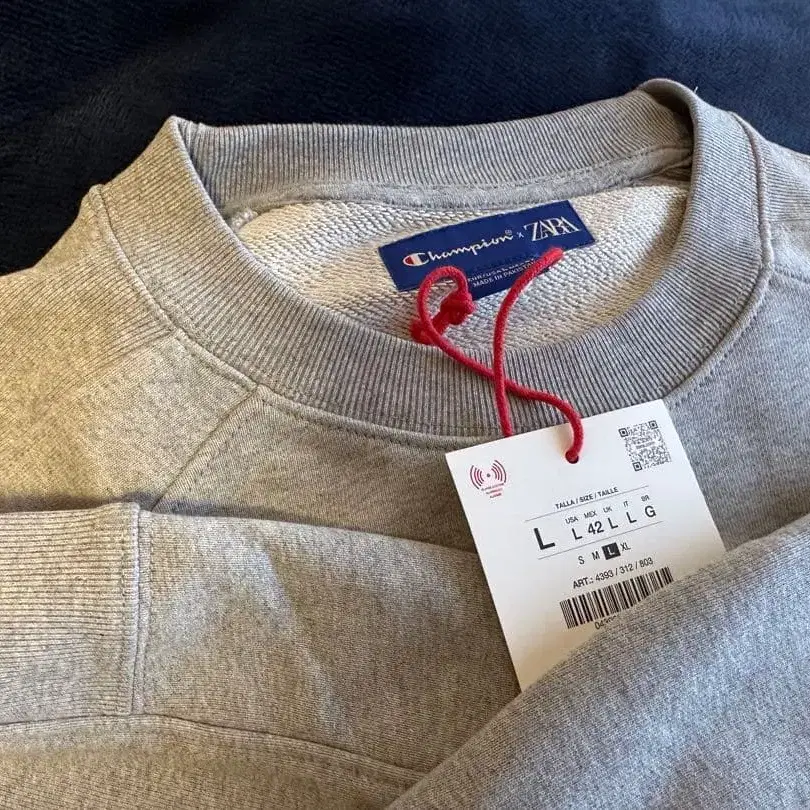 Champion® x ZARA
MADE IN PAKISTAN
TALLA / SIZE / TAILLE
USA MEX UK IT BR
L L 42 L L G
S M L XL
ART.: 4393 / 312 / 803